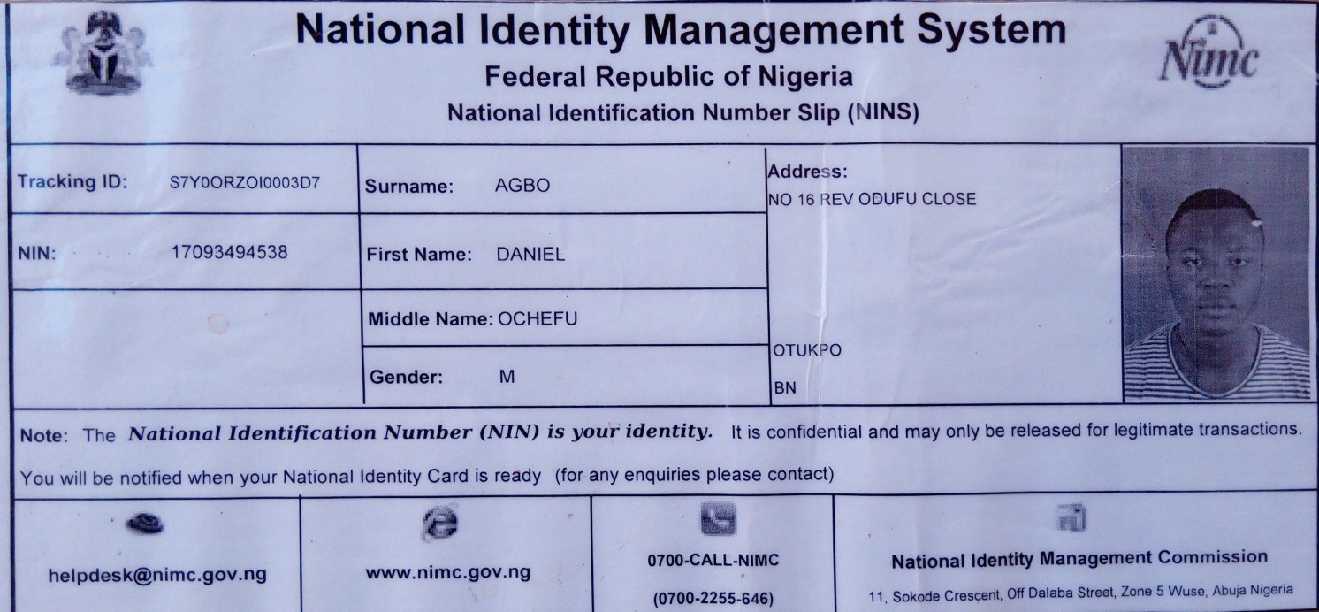 National Identity Management System
Federal Republic of Nigeria
National Identification Number Slip (NINS)
Nimc
Tracking ID: S7Y0ORZOI0003D7
Surname: AGBO
Address:
NO 16 REV ODUFU CLOSE
NIN: 17093494538
First Name: DANIEL
Middle Name: OCHEFU
OTUKPO
Gender: M
BN
Note: The National Identification Number (NIN) is your identity. It is confidential and may only be released for legitimate transactions.
You will be notified when your National Identity Card is ready (for any enquiries please contact)
helpdesk@nimc.gov.ng
www.nimc.gov.ng
0700-CALL-NIMC
(0700-2255-646)
National Identity Management Commission
11, Sokode Crescent, Off Dalaba Street, Zone 5 Wuse, Abuja Nigeria